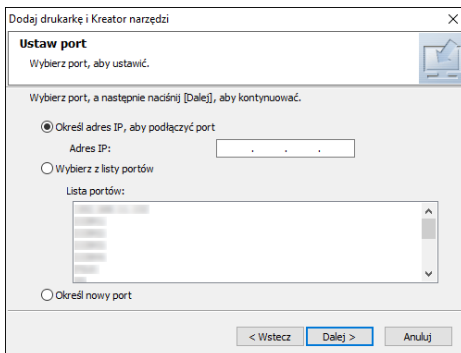 Dodaj drukarkę i Kreator narzędzi
Ustaw port
Wybierz port, aby ustawić.
Wybierz port, a następnie naciśnij [Dalej], aby kontynuować.
Określ adres IP, aby podłączyć port
Adres IP: . . .
Wybierz z listy portów
Lista portów:
Określ nowy port
< Wstecz Dalej > Anuluj